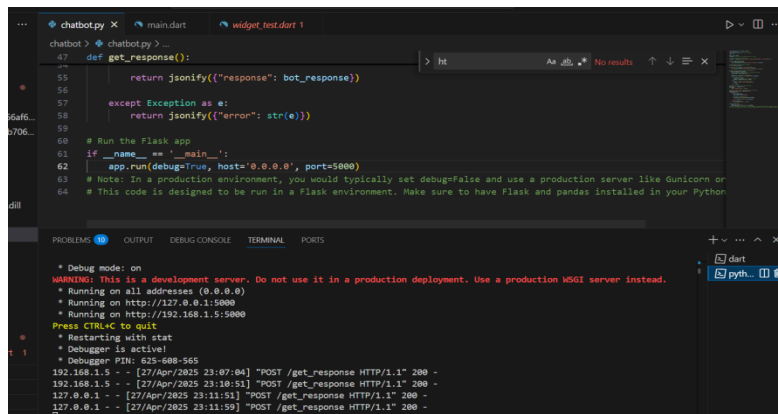 chatbot.py
main.dart
widget_test.dart 1
chatbot > chatbot.py > ...
ht
Aa ab, .* No results
47 def get_response():
55 return jsonify({"response": bot_response})
56
57 except Exception as e:
58 return jsonify({"error": str(e)})
59
60 # Run the Flask app
61 if __name__ == '__main__':
62 app.run(debug=True, host='0.0.0.0', port=5000)
63 # Note: In a production environment, you would typically set debug=False and use a production server like Gunicorn or
64 # This code is designed to be run in a Flask environment. Make sure to have Flask and pandas installed in your Python
56af6...
b706...
.dill
rt 1
PROBLEMS 10 OUTPUT DEBUG CONSOLE TERMINAL PORTS
dart
pyth...
* Debug mode: on
WARNING: This is a development server. Do not use it in a production deployment. Use a production WSGI server instead.
* Running on all addresses (0.0.0.0)
* Running on http://127.0.0.1:5000
* Running on http://192.168.1.5:5000
Press CTRL+C to quit
* Restarting with stat
* Debugger is active!
* Debugger PIN: 625-608-565
192.168.1.5 - - [27/Apr/2025 23:07:04] "POST /get_response HTTP/1.1" 200 -
192.168.1.5 - - [27/Apr/2025 23:10:51] "POST /get_response HTTP/1.1" 200 -
127.0.0.1 - - [27/Apr/2025 23:11:51] "POST /get_response HTTP/1.1" 200 -
127.0.0.1 - - [27/Apr/2025 23:11:59] "POST /get_response HTTP/1.1" 200 -